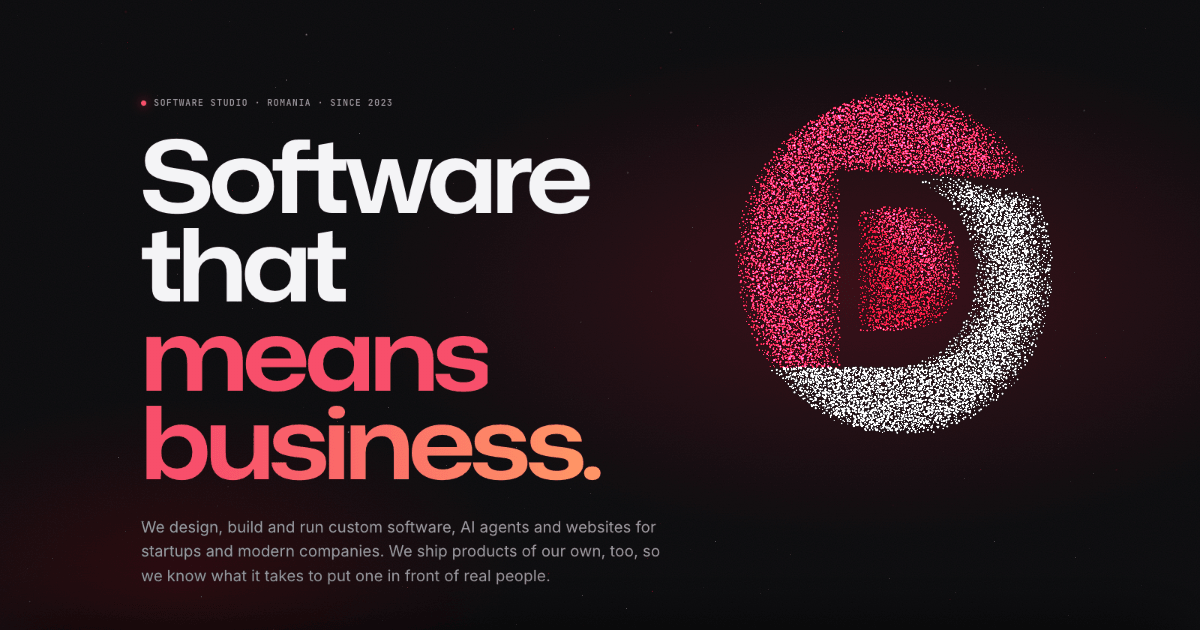 SOFTWARE STUDIO · ROMANIA · SINCE 2023
Software
that
means
business.
We design, build and run custom software, AI agents and websites for
startups and modern companies. We ship products of our own, too, so
we know what it takes to put one in front of real people.